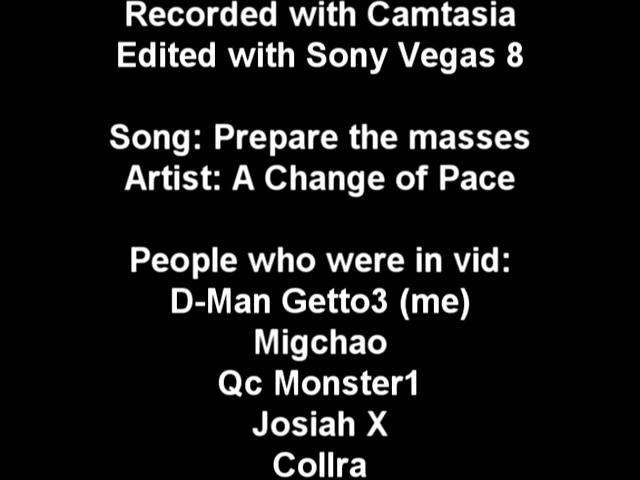 Recorded with Camtasia
Edited with Sony Vegas 8
Song: Prepare the masses
Artist: A Change of Pace
People who were in vid:
D-Man Getto3 (me)
Migchao
Qc Monster1
Josiah X
Collra